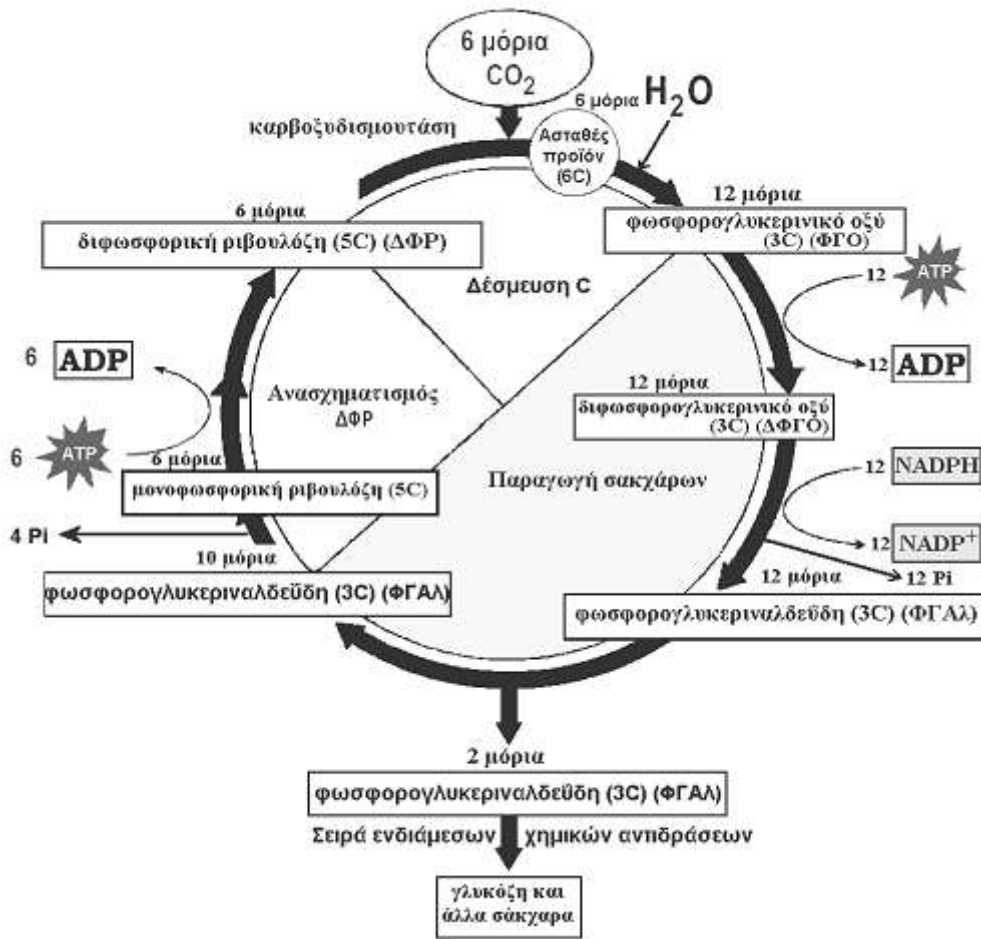 6 μόρια
CO2
6 μόρια H2O
καρβοξυδισμουτάση
Ασταθές
προϊόν
(6C)
12 μόρια
φωσφορογλυκερινικό οξύ
(3C) (ΦΓΟ)
6 μόρια
διφωσφορική ριβουλόζη (5C) (ΔΦΡ)
Δέσμευση C
12 ATP
12 ADP
6 ADP
Ανασχηματισμός
ΔΦΡ
12 μόρια
διφωσφορογλυκερινικό οξύ
(3C) (ΔΦΓΟ)
6 ATP
6 μόρια
μονοφωσφορική ριβουλόζη (5C)
Παραγωγή σακχάρων
12 NADPH
12 NADP+
4 Pi
10 μόρια
φωσφορογλυκεριναλδεΰδη (3C) (ΦΓΑλ)
12 μόρια
12 Pi
φωσφορογλυκεριναλδεΰδη (3C) (ΦΓΑλ)
2 μόρια
φωσφορογλυκεριναλδεΰδη (3C) (ΦΓΑλ)
Σειρά ενδιάμεσων χημικών αντιδράσεων
γλυκόζη και
άλλα σάκχαρα